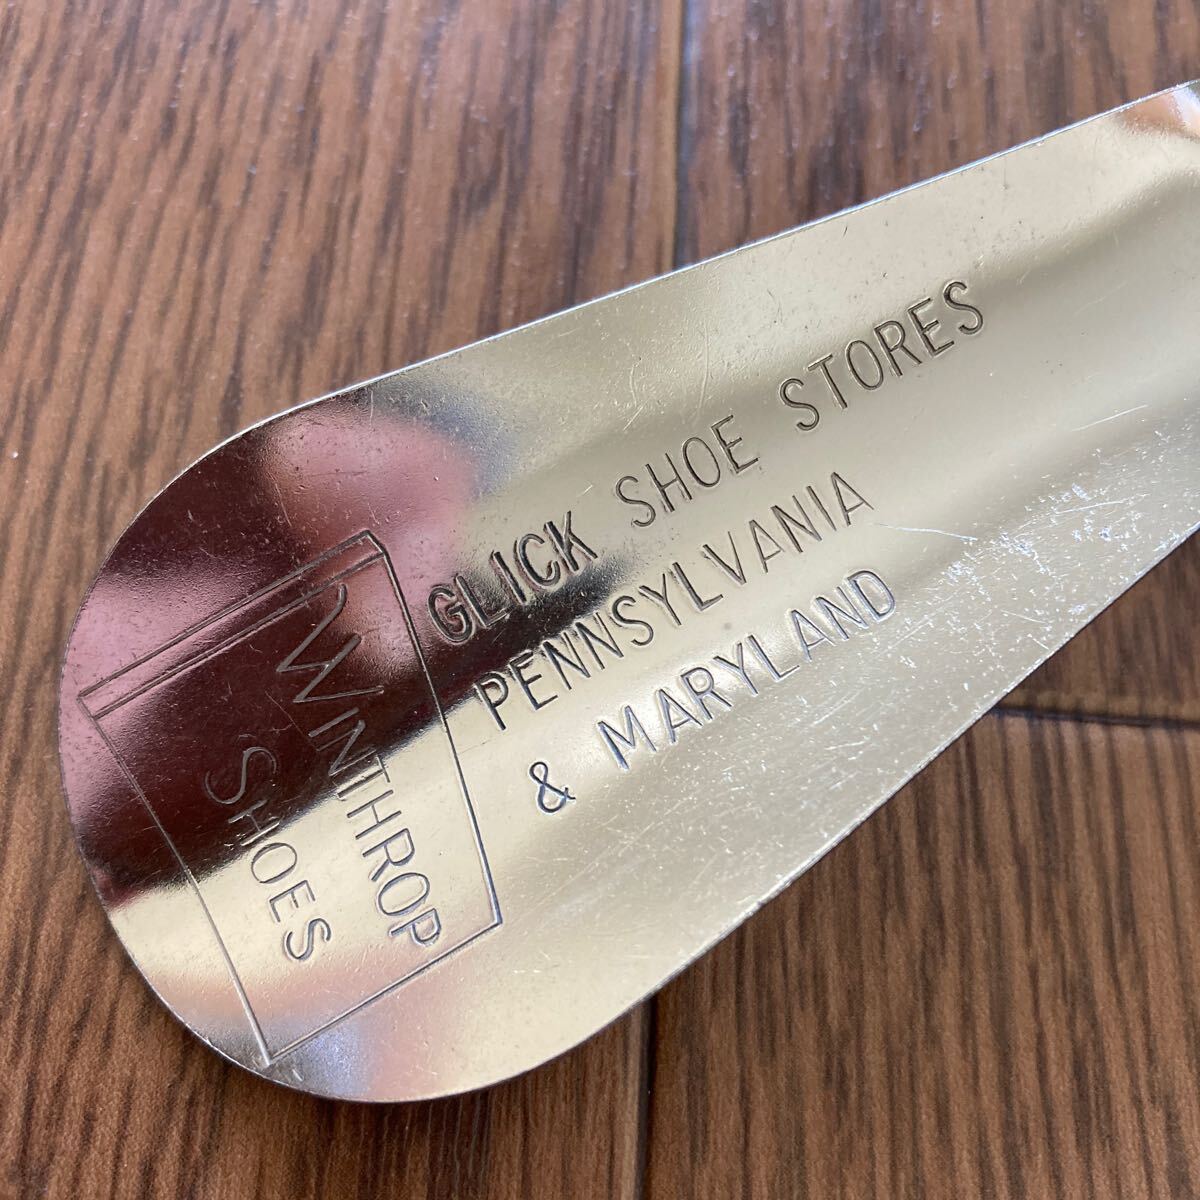 GLICK SHOE STORES
PENNSYLVANIA
& MARYLAND
WINTHROP
SHOES